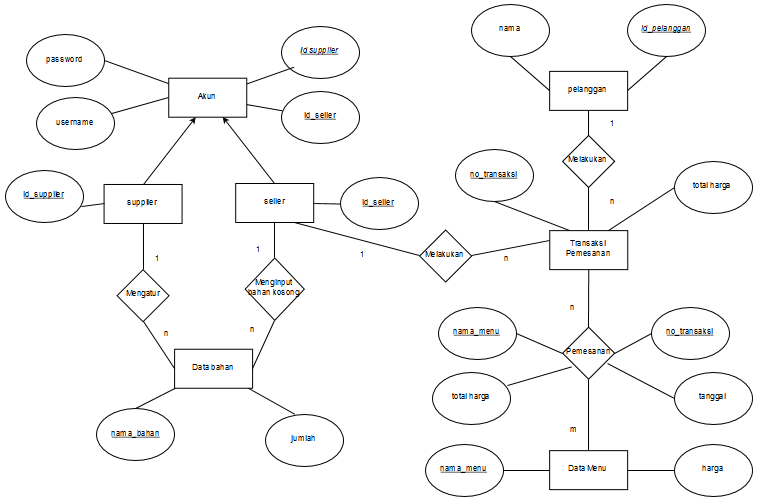 nama
Id_pelanggan
Id supplier
password
Akun
pelanggan
Id_seller
username
1
Melakukan
no_transaksi
total harga
Id_supplier
supplier
seller
Id_seller
n
Transaksi
Pemesanan
1
1
1
Melakukan
n
Mengatur
Menginput
bahan kosong
n
n
n
nama_menu
no_transaksi
Pemesanan
Data bahan
total harga
tanggal
nama_bahan
jumlah
m
nama_menu
Data Menu
harga